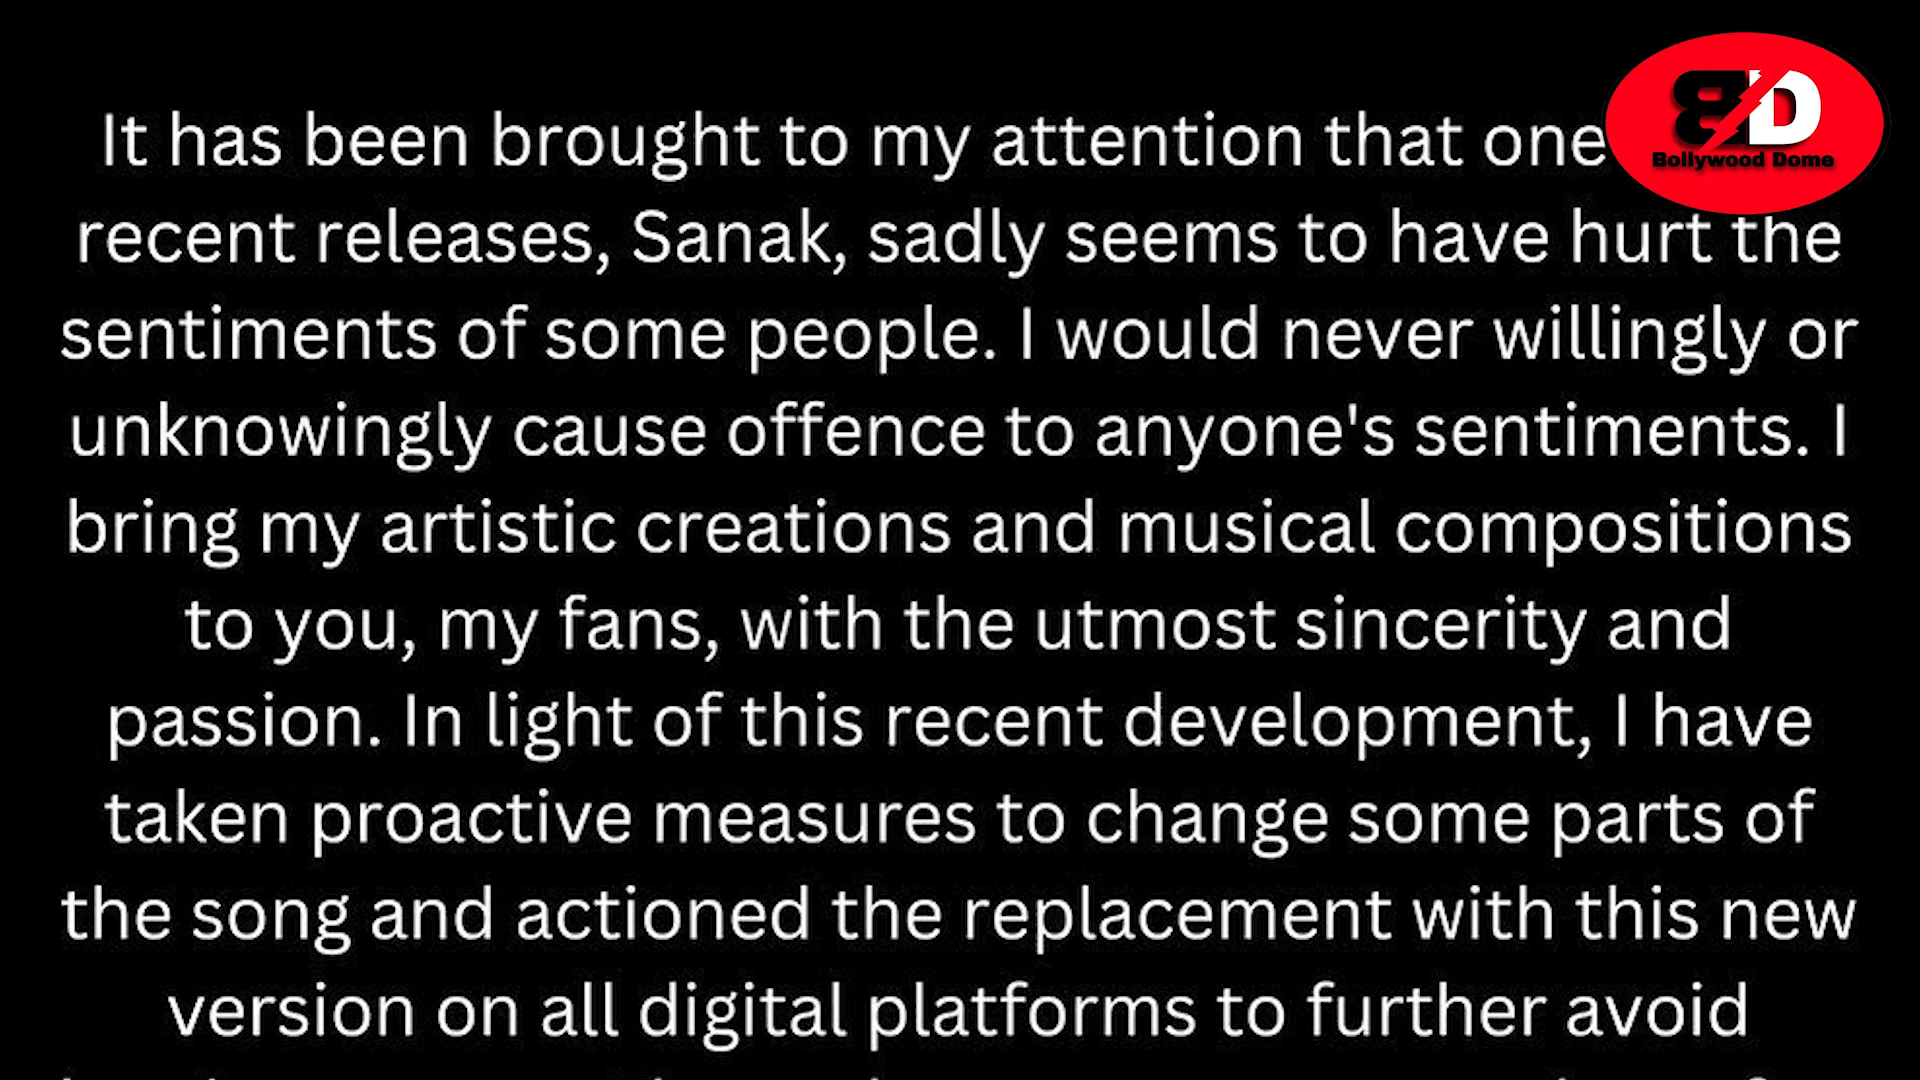 It has been brought to my attention that one
recent releases, Sanak, sadly seems to have hurt the
sentiments of some people. I would never willingly or
unknowingly cause offence to anyone's sentiments. I
bring my artistic creations and musical compositions
to you, my fans, with the utmost sincerity and
passion. In light of this recent development, I have
taken proactive measures to change some parts of
the song and actioned the replacement with this new
version on all digital platforms to further avoid
BD
Bollywood Dome